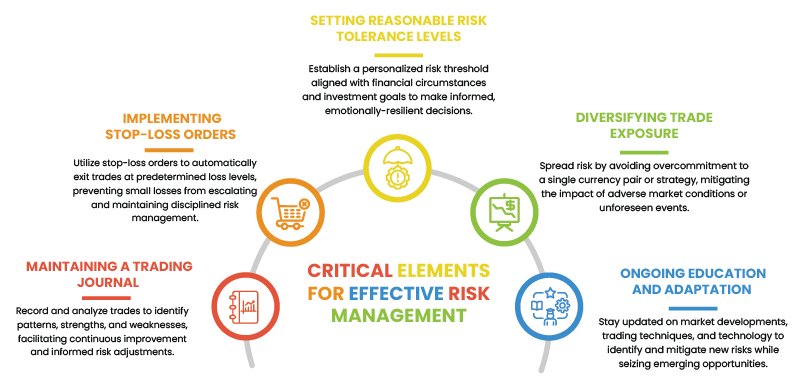 SETTING REASONABLE RISK
TOLERANCE LEVELS
Establish a personalized risk threshold
aligned with financial circumstances
and investment goals to make informed,
emotionally-resilient decisions.
IMPLEMENTING
STOP-LOSS ORDERS
Utilize stop-loss orders to automatically
exit trades at predetermined loss levels,
preventing small losses from escalating
and maintaining disciplined risk
management.
DIVERSIFYING TRADE
EXPOSURE
Spread risk by avoiding overcommitment to
a single currency pair or strategy, mitigating
the impact of adverse market conditions or
unforeseen events.
MAINTAINING A TRADING
JOURNAL
Record and analyze trades to identify
patterns, strengths, and weaknesses,
facilitating continuous improvement
and informed risk adjustments.
CRITICAL ELEMENTS
FOR EFFECTIVE RISK
MANAGEMENT
ONGOING EDUCATION
AND ADAPTATION
Stay updated on market developments,
trading techniques, and technology to
identify and mitigate new risks while
seizing emerging opportunities.